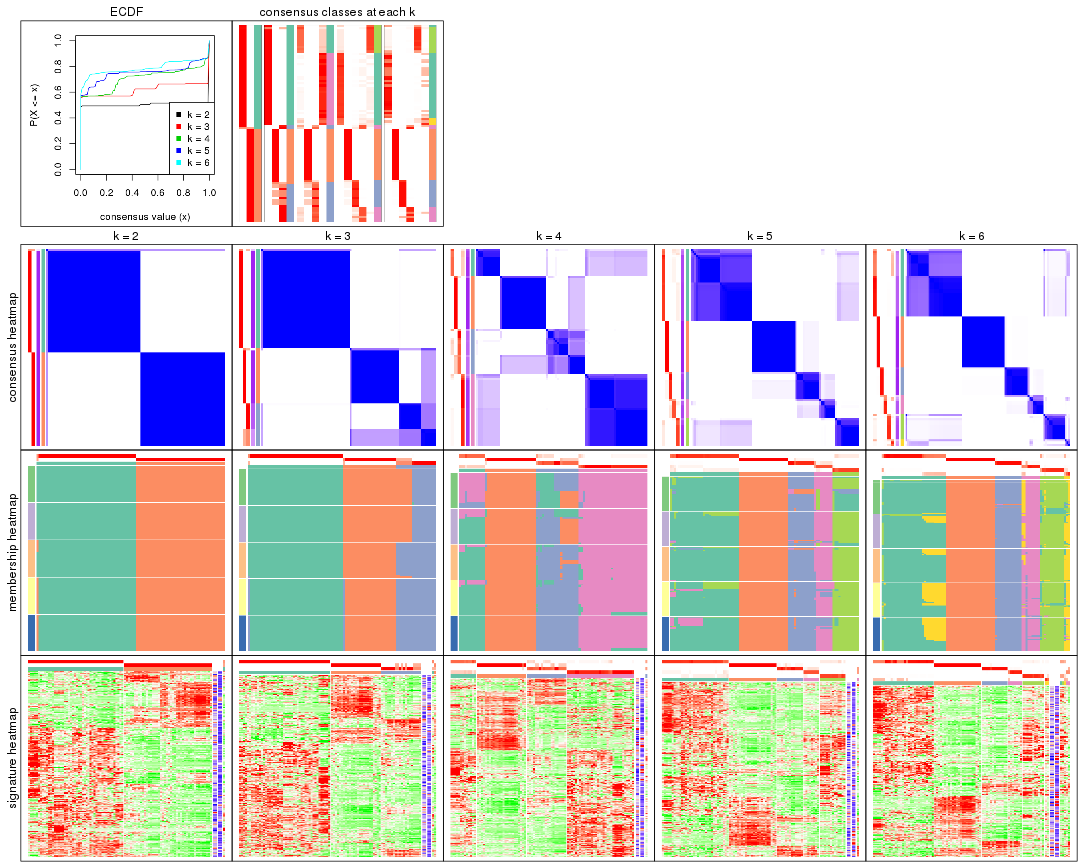 ECDF
consensus classes at each k
P(X <= x)
0.0 0.2 0.4 0.6 0.8 1.0
k = 2
k = 3
k = 4
k = 5
k = 6
0.0 0.2 0.4 0.6 0.8 1.0
consensus value (x)
k = 2
k = 3
k = 4
k = 5
k = 6
consensus heatmap
membership heatmap
signature heatmap